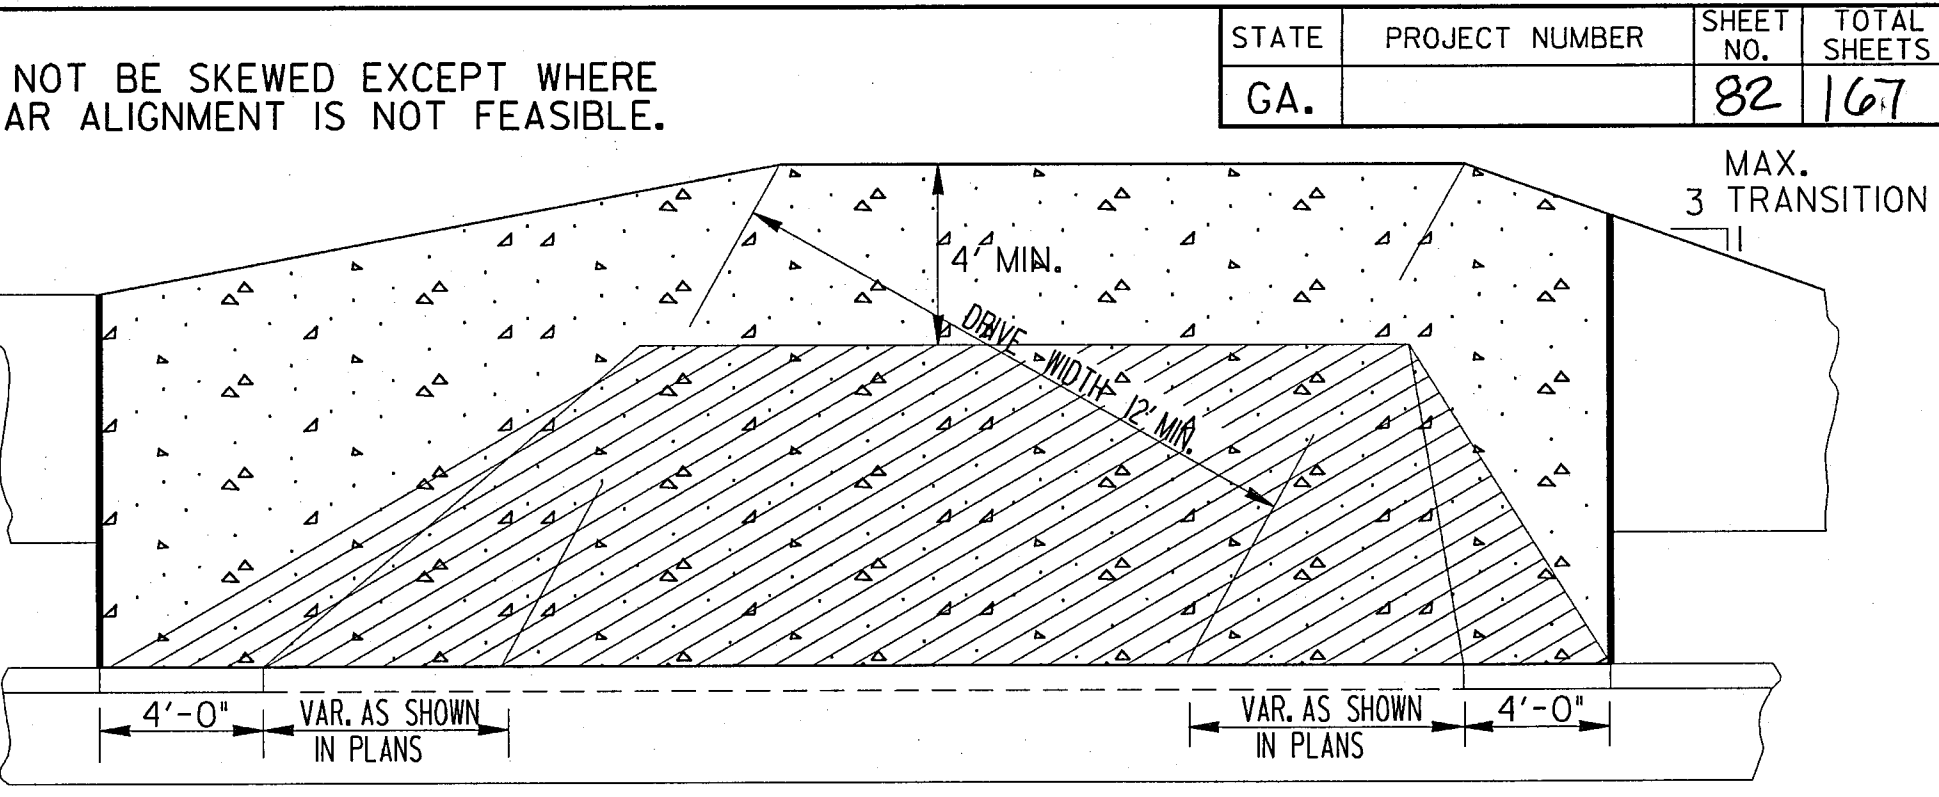 STATE PROJECT NUMBER SHEET NO. TOTAL SHEETS
GA. 82 167
NOT BE SKEWED EXCEPT WHERE
AR ALIGNMENT IS NOT FEASIBLE.
MAX.
3 TRANSITION
1
4' MIN.
DRIVE WIDTH 12' MIN.
4'-0" VAR. AS SHOWN IN PLANS VAR. AS SHOWN IN PLANS 4'-0"